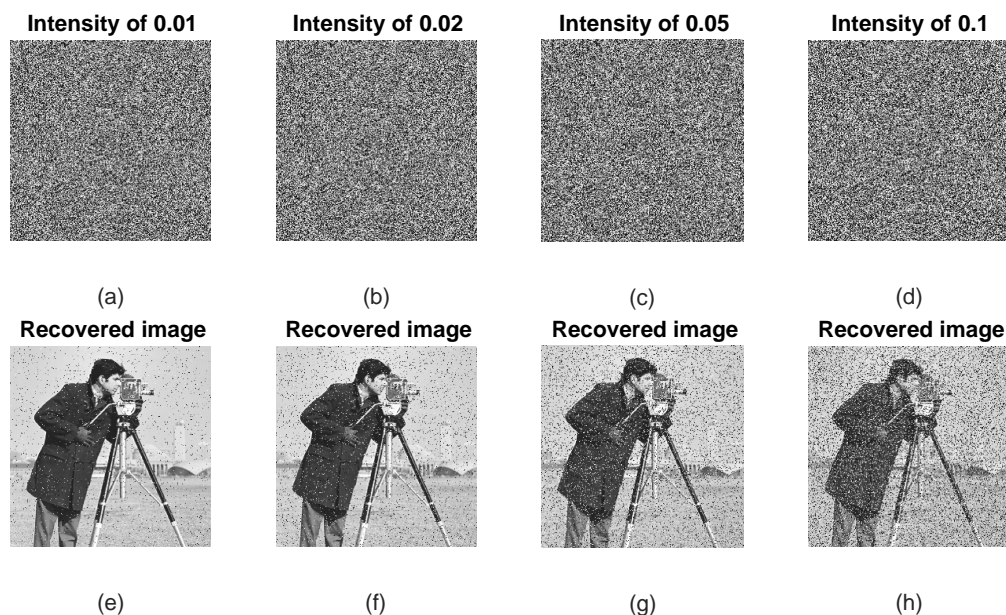 Intensity of 0.01 Intensity of 0.02 Intensity of 0.05 Intensity of 0.1
(a) (b) (c) (d)
Recovered image Recovered image Recovered image Recovered image
(e) (f) (g) (h)